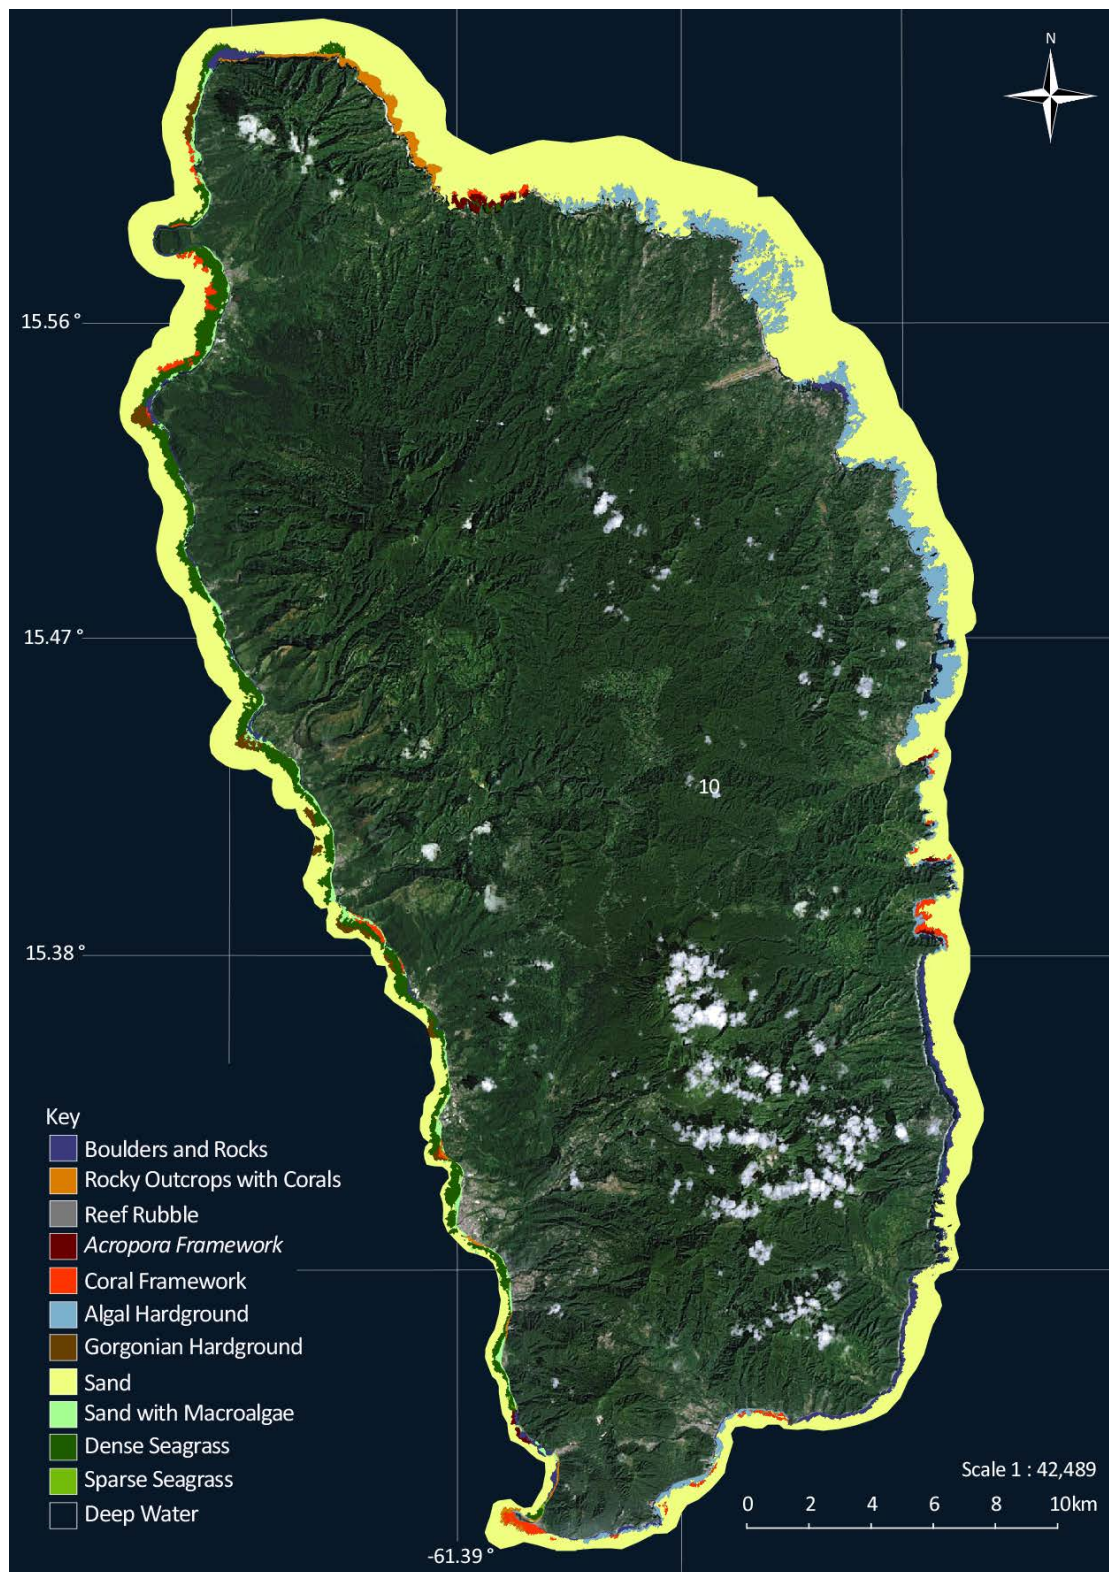 N
15.56°
15.47°
10
15.38°
Key
Boulders and Rocks
Rocky Outcrops with Corals
Reef Rubble
Acropora Framework
Coral Framework
Algal Hardground
Gorgonian Hardground
Sand
Sand with Macroalgae
Dense Seagrass
Sparse Seagrass
Deep Water
Scale 1 : 42,489
0 2 4 6 8 10km
-61.39°